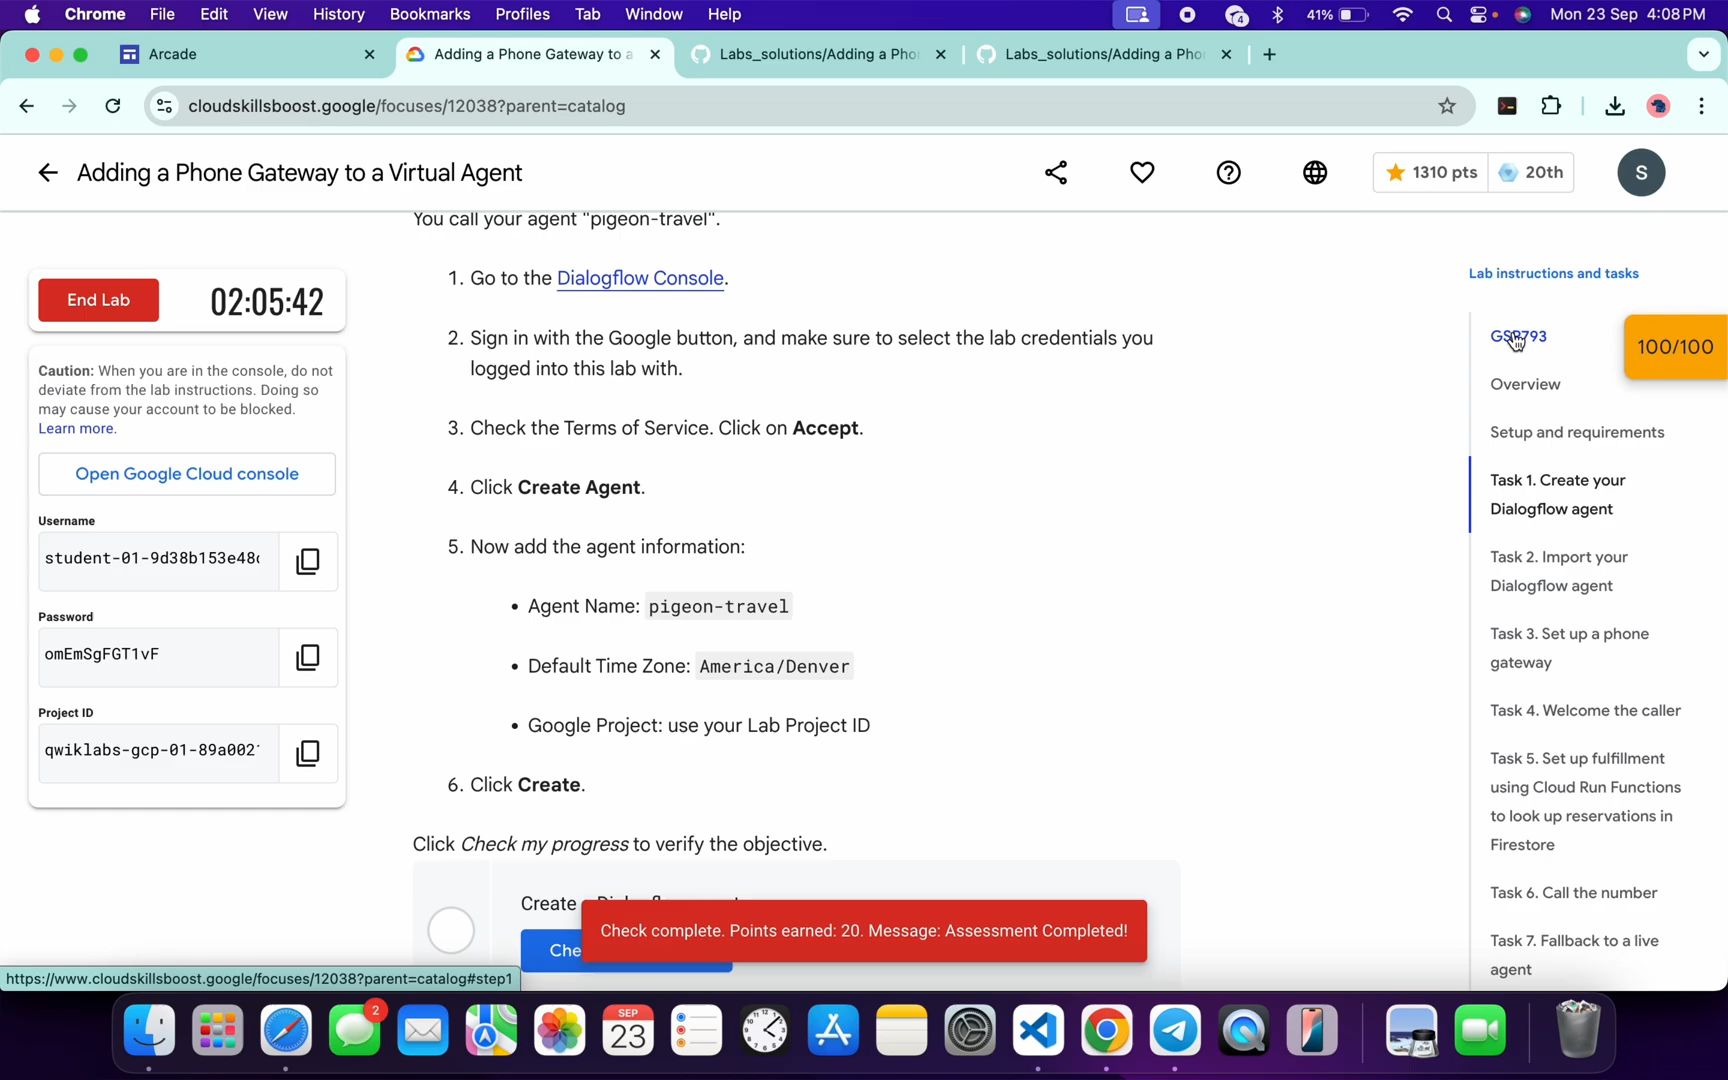 Chrome File Edit View History Bookmarks Profiles Tab Window Help
4 41% Mon 23 Sep 4:08 PM
Arcade
Adding a Phone Gateway to a
Labs_solutions/Adding a Pho
Labs_solutions/Adding a Pho
cloudskillsboost.google/focuses/12038?parent=catalog
Adding a Phone Gateway to a Virtual Agent
1310 pts 20th
S
End Lab
02:05:42
Caution: When you are in the console, do not
deviate from the lab instructions. Doing so
may cause your account to be blocked.
Learn more.
Open Google Cloud console
Username
student-01-9d38b153e48
Password
omEmSgFGT1vF
Project ID
qwiklabs-gcp-01-89a002
You call your agent "pigeon-travel".
1. Go to the Dialogflow Console.
2. Sign in with the Google button, and make sure to select the lab credentials you
logged into this lab with.
3. Check the Terms of Service. Click on Accept.
4. Click Create Agent.
5. Now add the agent information:
• Agent Name: pigeon-travel
• Default Time Zone: America/Denver
• Google Project: use your Lab Project ID
6. Click Create.
Click Check my progress to verify the objective.
Create
Che
Check complete. Points earned: 20. Message: Assessment Completed!
Lab instructions and tasks
GSP793
100/100
Overview
Setup and requirements
Task 1. Create your
Dialogflow agent
Task 2. Import your
Dialogflow agent
Task 3. Set up a phone
gateway
Task 4. Welcome the caller
Task 5. Set up fulfillment
using Cloud Run Functions
to look up reservations in
Firestore
Task 6. Call the number
Task 7. Fallback to a live
agent
https://www.cloudskillsboost.google/focuses/12038?parent=catalog#step1
2
SEP
23